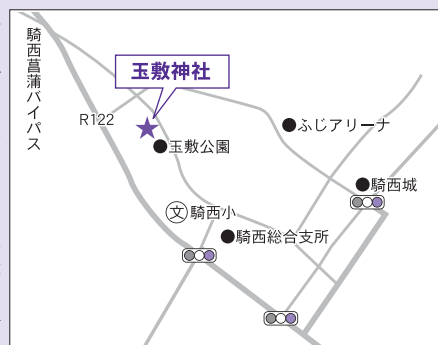 騎西菖蒲バイパス
玉敷神社
R122
ふじアリーナ
玉敷公園
騎西城
文
騎西小
騎西総合支所